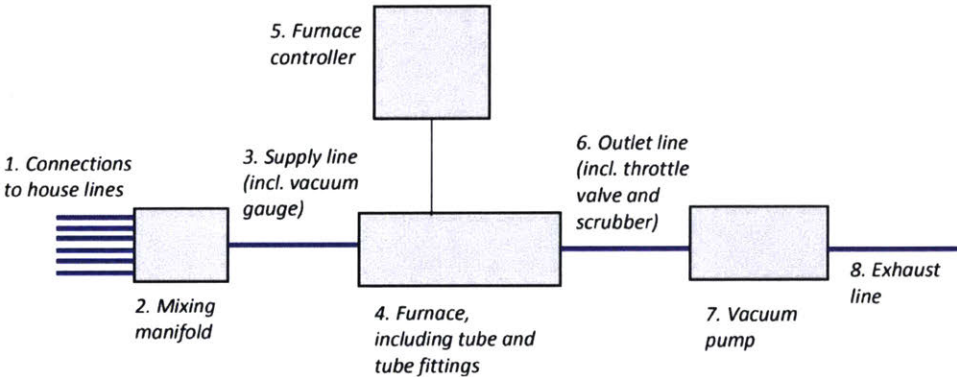 5. Furnace
controller
1. Connections
to house lines
3. Supply line
(incl. vacuum
gauge)
6. Outlet line
(incl. throttle
valve and
scrubber)
2. Mixing
manifold
4. Furnace,
including tube and
tube fittings
7. Vacuum
pump
8. Exhaust
line